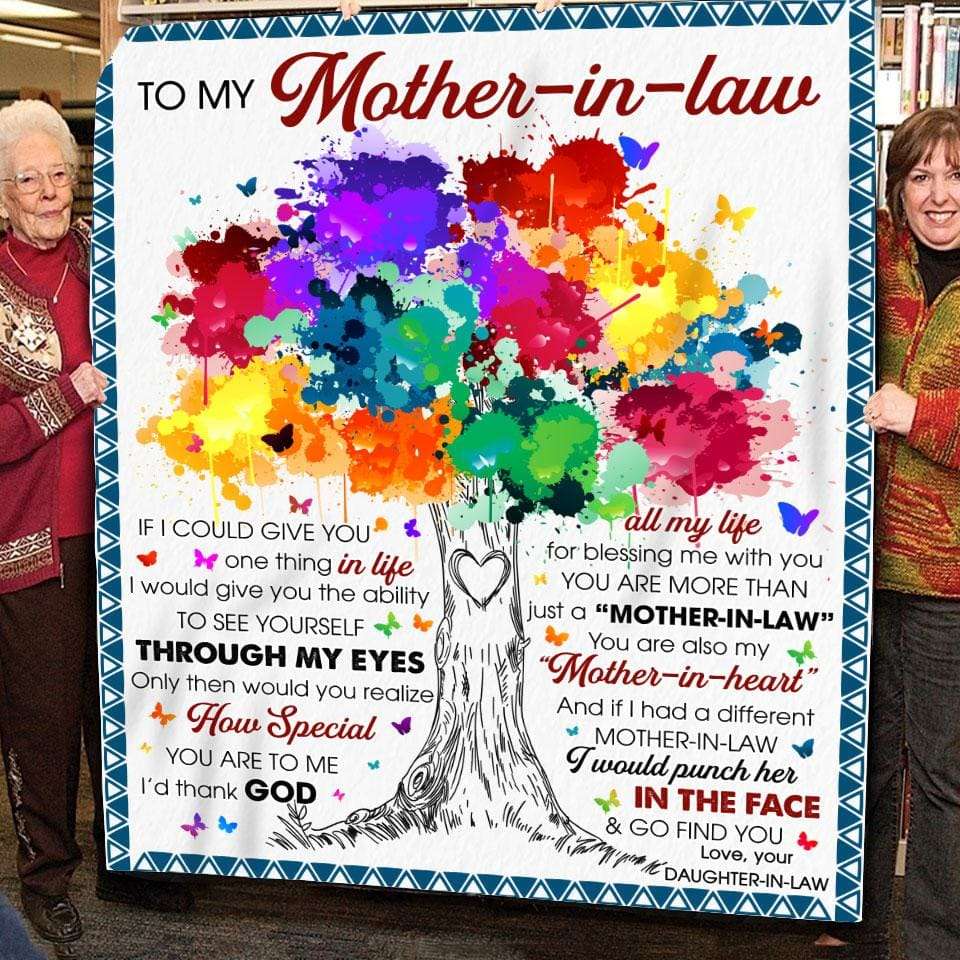 TO MY Mother-in-law
IF I COULD GIVE YOU
one thing in life
I would give you the ability
TO SEE YOURSELF
THROUGH MY EYES
Only then would you realize
How Special
YOU ARE TO ME
I'd thank GOD
all my life
for blessing me with you
YOU ARE MORE THAN
just a "MOTHER-IN-LAW"
You are also my
"Mother-in-heart"
And if I had a different
MOTHER-IN-LAW
I would punch her
IN THE FACE
& GO FIND YOU
Love, your
DAUGHTER-IN-LAW